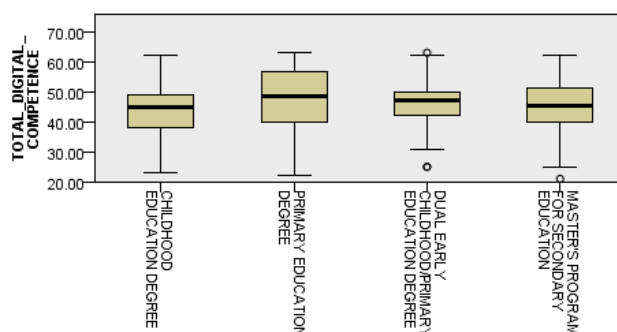 TOTAL_DIGITAL_
COMPETENCE
70.00
60.00
50.00
40.00
30.00
20.00
CHILDHOOD
EDUCATION DEGREE
PRIMARY EDUCATION
DEGREE
DUAL EARLY
CHILDHOOD/PRIMARY
EDUCATION DEGREE
MASTER'S PROGRAM
FOR SECONDARY
EDUCATION